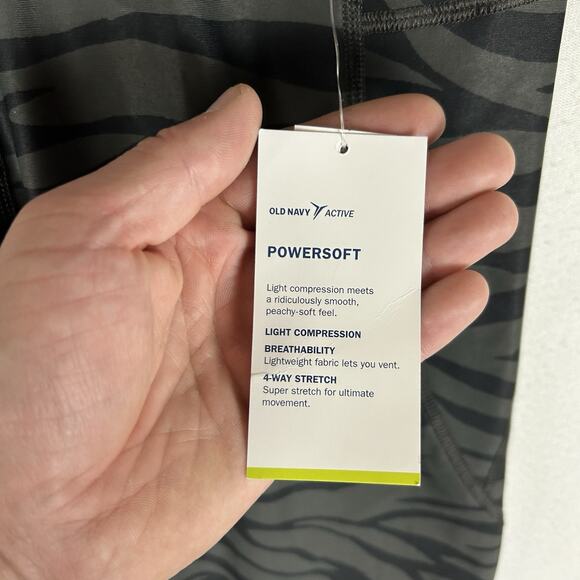 OLD NAVY ACTIVE
POWERSOFT
Light compression meets
a ridiculously smooth,
peachy-soft feel.
LIGHT COMPRESSION
BREATHABILITY
Lightweight fabric lets you vent.
4-WAY STRETCH
Super stretch for ultimate
movement.